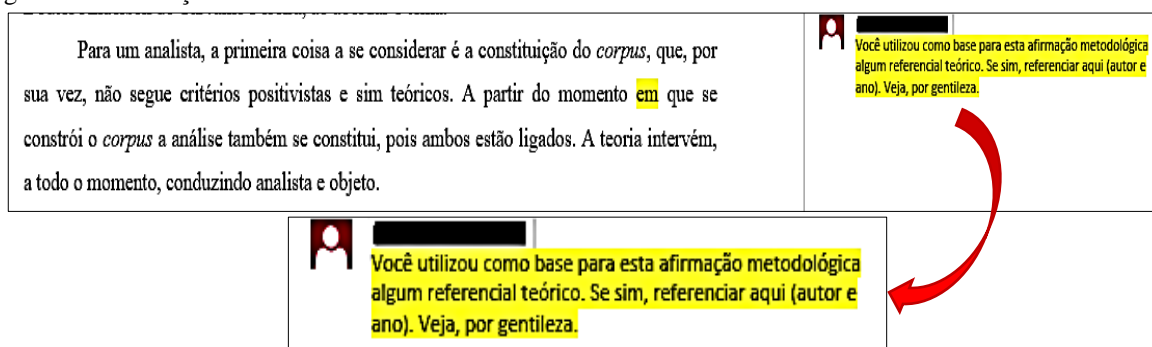 Para um analista, a primeira coisa a se considerar é a constituição do corpus, que, por
sua vez, não segue critérios positivistas e sim teóricos. A partir do momento em que se
constrói o corpus a análise também se constitui, pois ambos estão ligados. A teoria intervém,
a todo o momento, conduzindo analista e objeto.
Você utilizou como base para esta afirmação metodológica
algum referencial teórico. Se sim, referenciar aqui (autor e
ano). Veja, por gentileza.
Você utilizou como base para esta afirmação metodológica
algum referencial teórico. Se sim, referenciar aqui (autor e
ano). Veja, por gentileza.